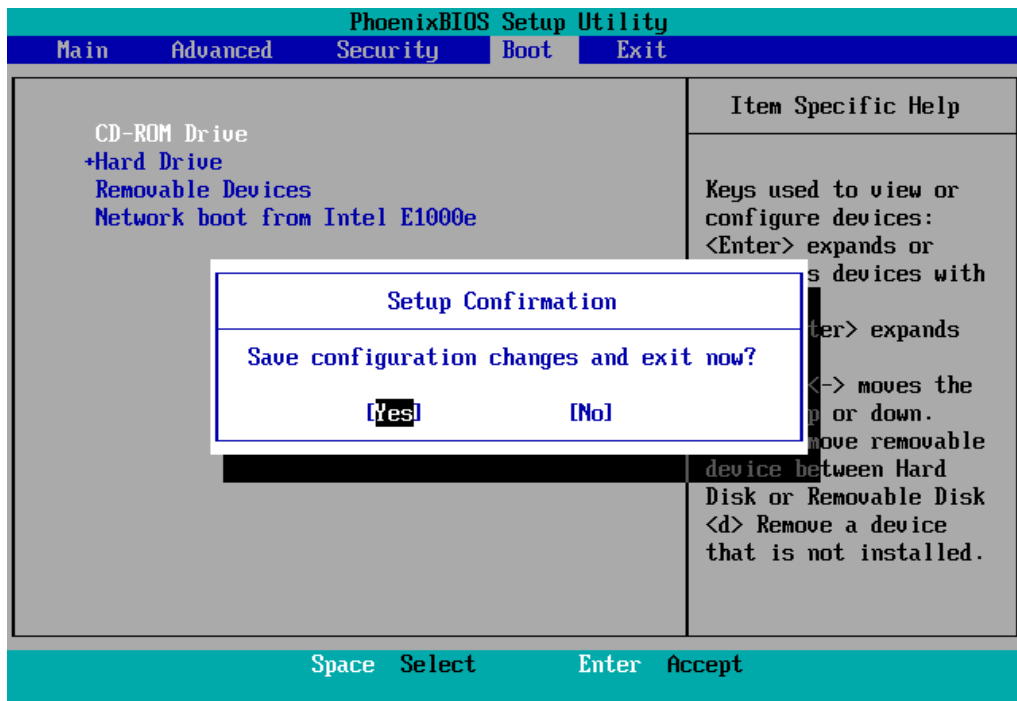 PhoenixBIOS Setup Utility
Main Advanced Security Boot Exit
CD-ROM Drive
+Hard Drive
Removable Devices
Network boot from Intel E1000e
Item Specific Help
Keys used to view or
configure devices:
<Enter> expands or
devices with
expands
<-> moves the
or down.
removable
device between Hard
Disk or Removable Disk
<d> Remove a device
that is not installed.
Setup Confirmation
Save configuration changes and exit now?
[Yes] [No]
Space Select Enter Accept